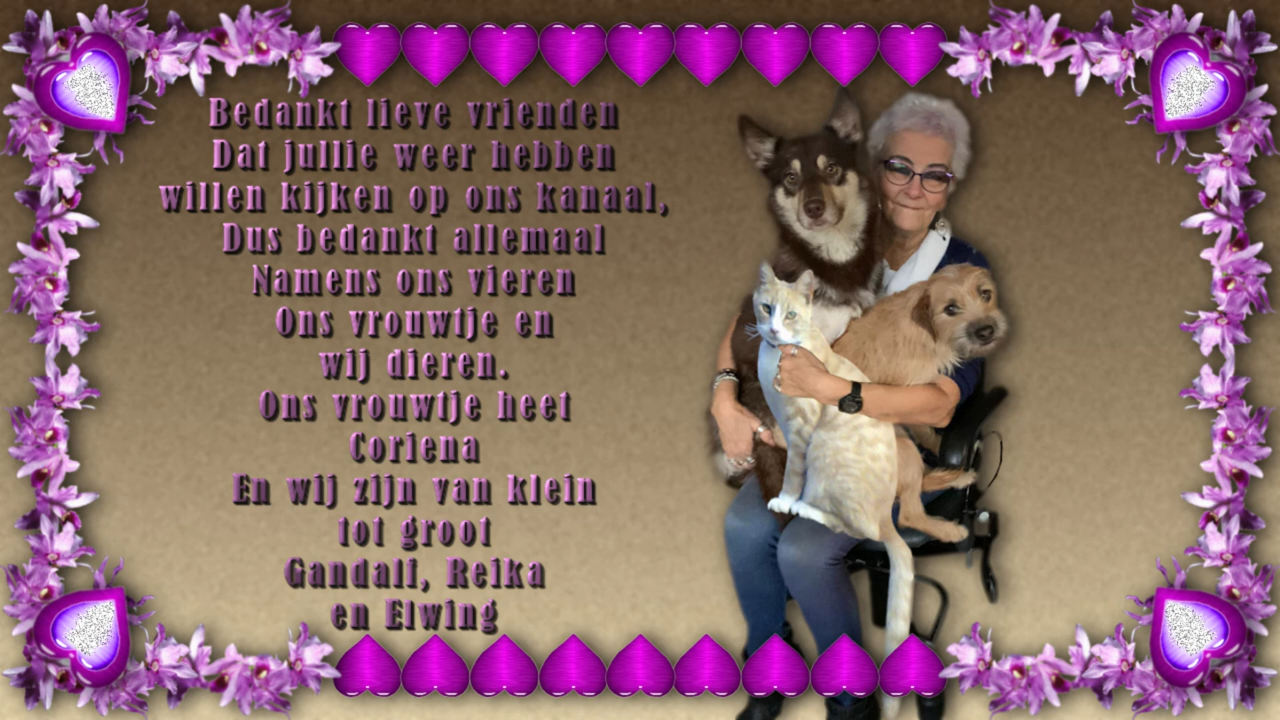 Bedankt lieve vrienden
Dat jullie weer hebben
willen kijken op ons kanaal,
Dus bedankt allemaal
Namens ons vieren
Ons vrouwtje en
wij dieren.
Ons vrouwtje heet
Coriena
En wij zijn van klein
tot groot
Gandalf, Reika
en Elwing